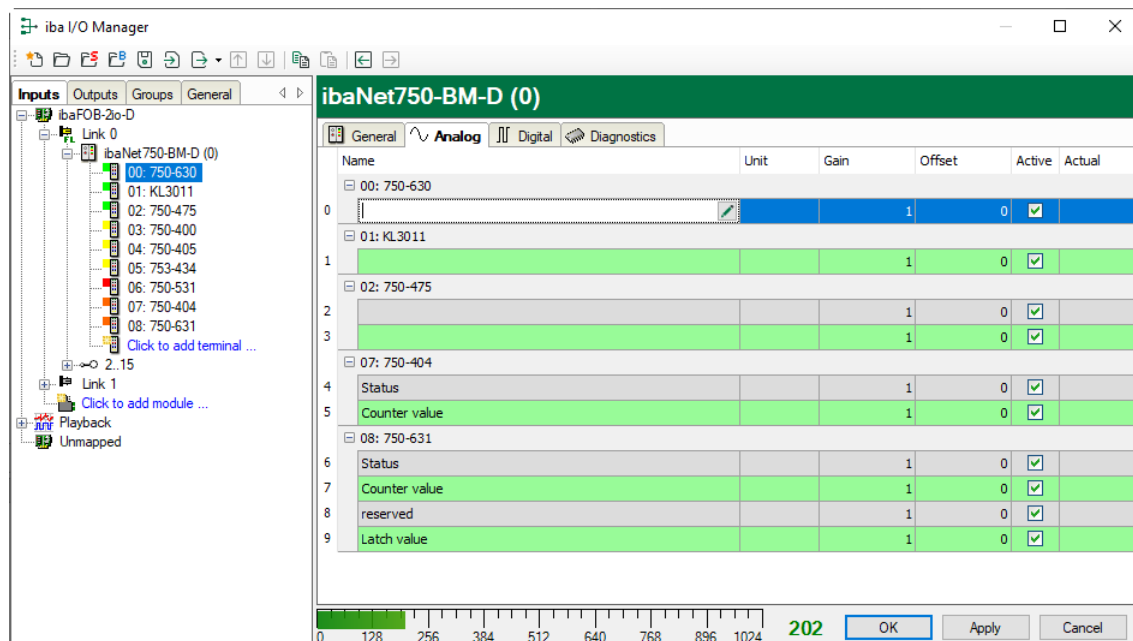 iba I/O Manager
Inputs Outputs Groups General
ibaFOB-2io-D
Link 0
ibaNet750-BM-D (0)
00: 750-630
01: KL3011
02: 750-475
03: 750-400
04: 750-405
05: 753-434
06: 750-531
07: 750-404
08: 750-631
Click to add terminal ...
2..15
Link 1
Click to add module ...
Playback
Unmapped
ibaNet750-BM-D (0)
General Analog Digital Diagnostics
Name Unit Gain Offset Active Actual
00: 750-630
0 1 0
01: KL3011
1 1 0
02: 750-475
2 1 0
3 1 0
07: 750-404
4 Status 1 0
5 Counter value 1 0
08: 750-631
6 Status 1 0
7 Counter value 1 0
8 reserved 1 0
9 Latch value 1 0
0 128 256 384 512 640 768 896 1024
202 OK Apply Cancel